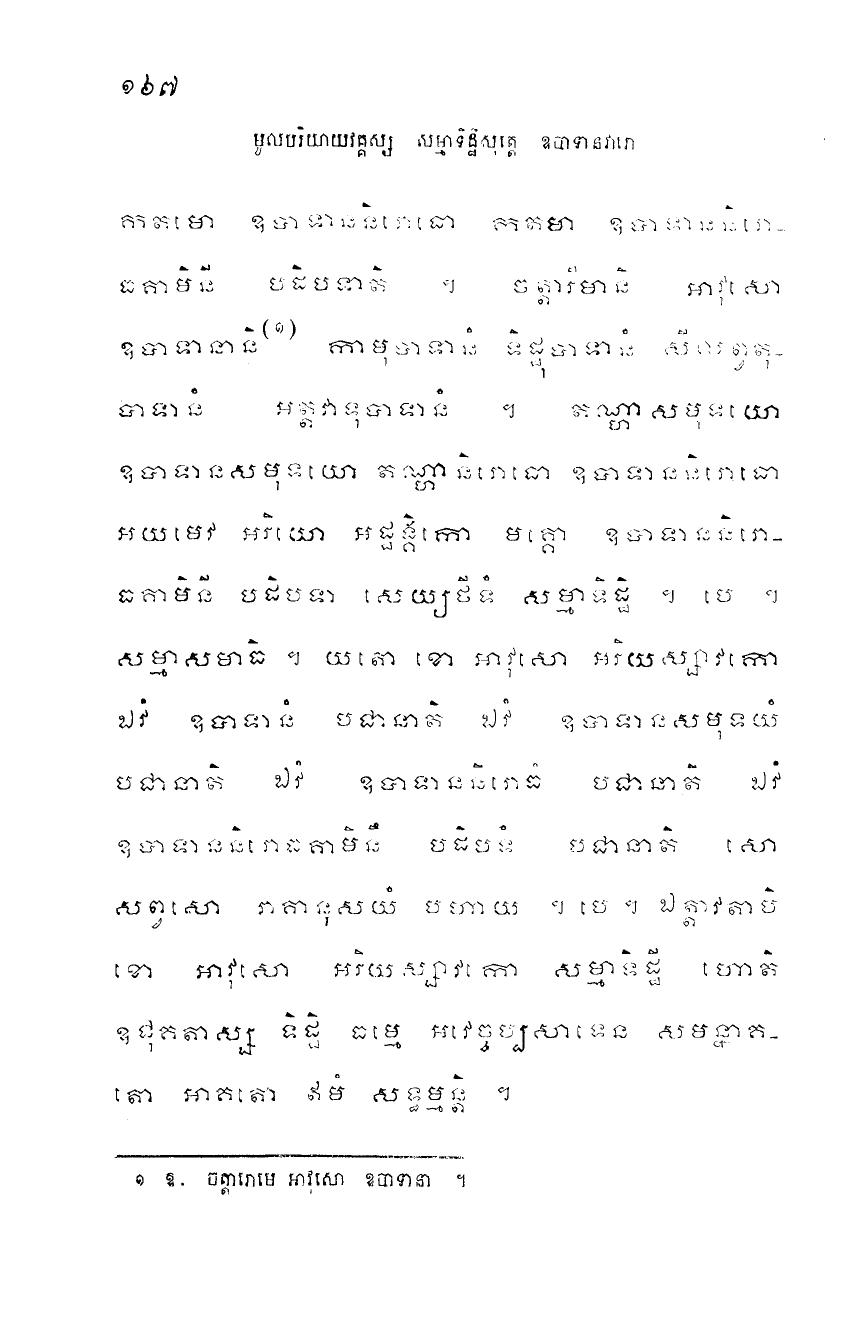 ១៦៧
មូលបរិយាយវគ្គស្ស សម្មាទិដ្ឋិសុត្តេ ឧបាទានវារោ
កតមោ ឧបាទាននិរោធោ កតមា ឧបាទាននិរោ-
ធគាមិនី បដិបទាតិ ។ ចត្តារីមានិ អាវុសោ
ឧបាទានានិ(១) កាមុបាទានំ ទិដ្ឋុបាទានំ សីលព្វតុ-
បាទានំ អត្តវាទុបាទានំ ។ តណ្ហាសមុទយោ
ឧបាទានសមុទយោ តណ្ហានិរោធោ ឧបាទាននិរោធោ
អយមេវ អរិយោ អដ្ឋង្គិកោ មគ្គោ ឧបាទាននិរោ-
ធគាមិនី បដិបទា សេយ្យថីទំ សម្មាទិដ្ឋិ ។ បេ ។
សម្មាសមាធិ ។ យតោ ខោ អាវុសោ អរិយស្សាវកោ
ឯវំ ឧបាទានំ បជានាតិ ឯវំ ឧបាទានសមុទយំ
បជានាតិ ឯវំ ឧបាទាននិរោធំ បជានាតិ ឯវំ
ឧបាទាននិរោធគាមិនឹ បដិបទំ បជានាតិ សោ
សព្វសោ រាគានុសយំ បហាយ ។ បេ ។ ឯត្តាវតាបិ
ខោ អាវុសោ អរិយស្សាវកោ សម្មាទិដ្ឋី ហោតិ
ឧជុគតាស្ស ទិដ្ឋិ ធម្មេ អវេច្ចប្បសាទេន សមន្នាគ-
តោ អាគតោ ឥមំ សទ្ធម្មន្តិ ។
១ ឧ. ចត្តារោមេ អាវុសោ ឧបាទានា ។